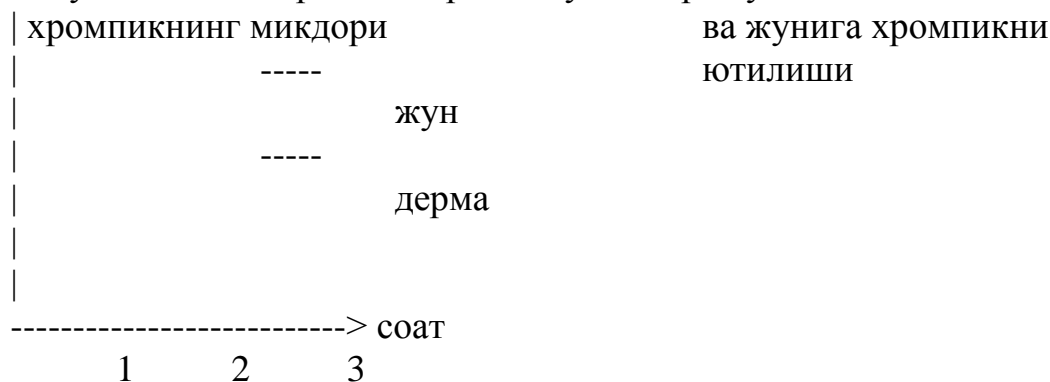 | хромпикнинг микдори ва жунига хромпикни
| ----- ютилиши
| жун
| -----
| дерма
|
|
---------------------------> соат
1 2 3